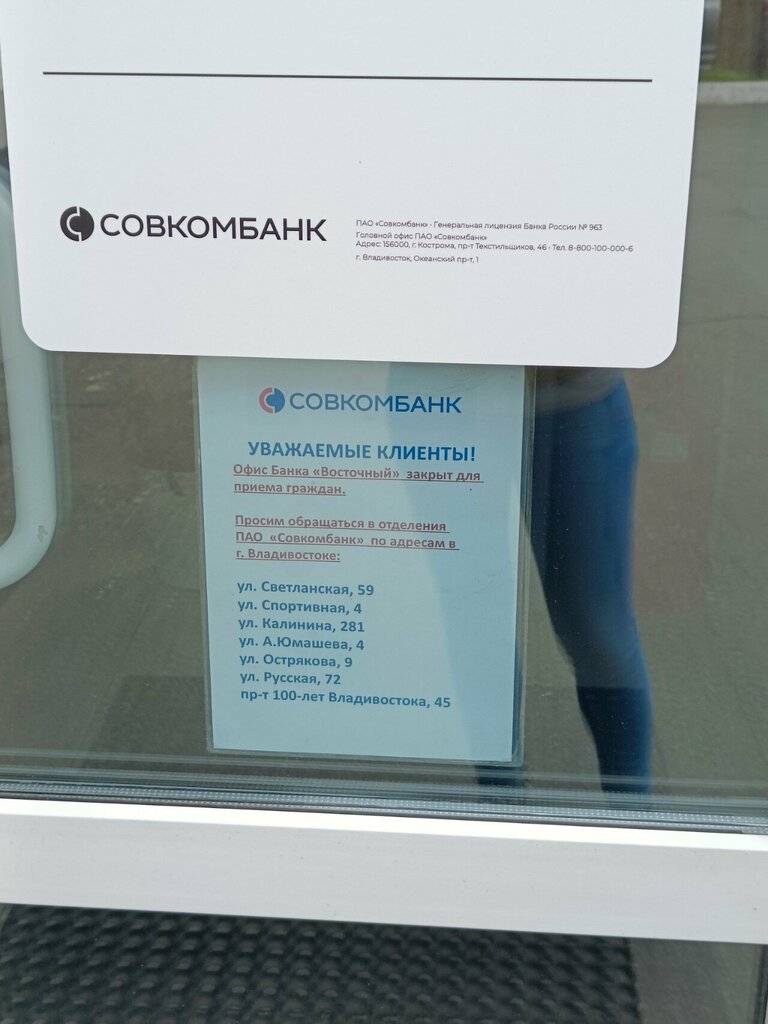 СОВКОМБАНК
ПАО «Совкомбанк» · Генеральная лицензия Банка России № 963
Головной офис ПАО «Совкомбанк»
Адрес: 156000, г. Кострома, пр-т Текстильщиков, 46 · Тел. 8-800-100-000-6
г. Владивосток, Океанский пр-т, 1
СОВКОМБАНК
УВАЖАЕМЫЕ КЛИЕНТЫ!
Офис Банка «Восточный» закрыт для
приема граждан.
Просим обращаться в отделения
ПАО «Совкомбанк» по адресам в
г. Владивостоке:
ул. Светланская, 59
ул. Спортивная, 4
ул. Калинина, 281
ул. А.Юмашева, 4
ул. Острякова, 9
ул. Русская, 72
пр-т 100-лет Владивостока, 45